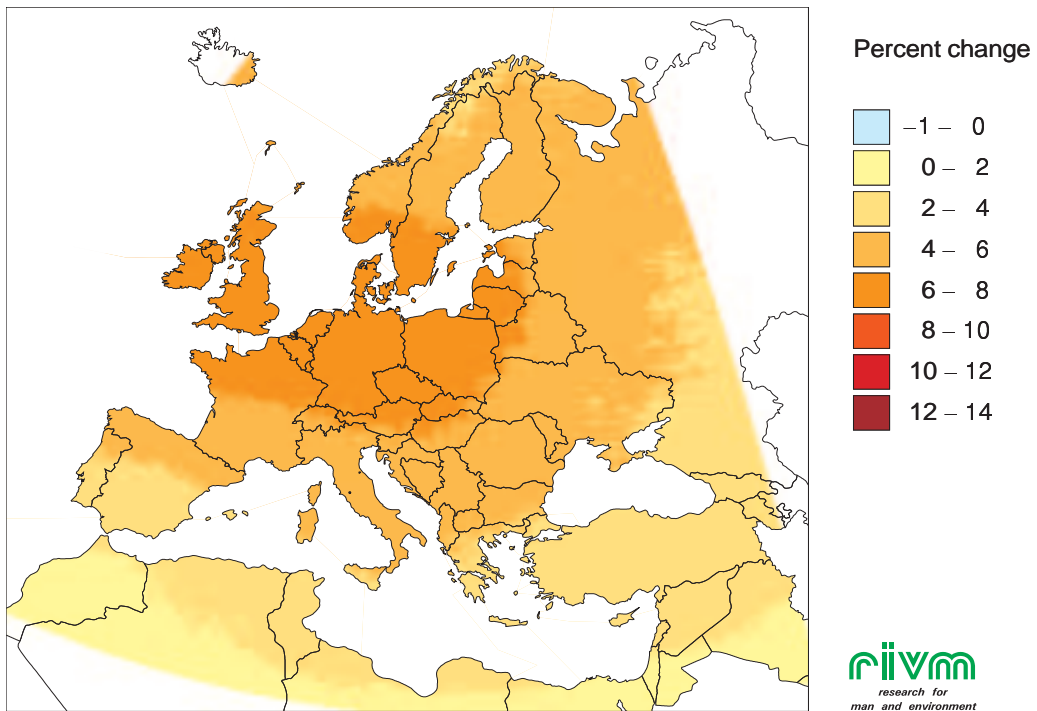 Percent change
–1 – 0
0 – 2
2 – 4
4 – 6
6 – 8
8 – 10
10 – 12
12 – 14
rivm
research for
man and environment